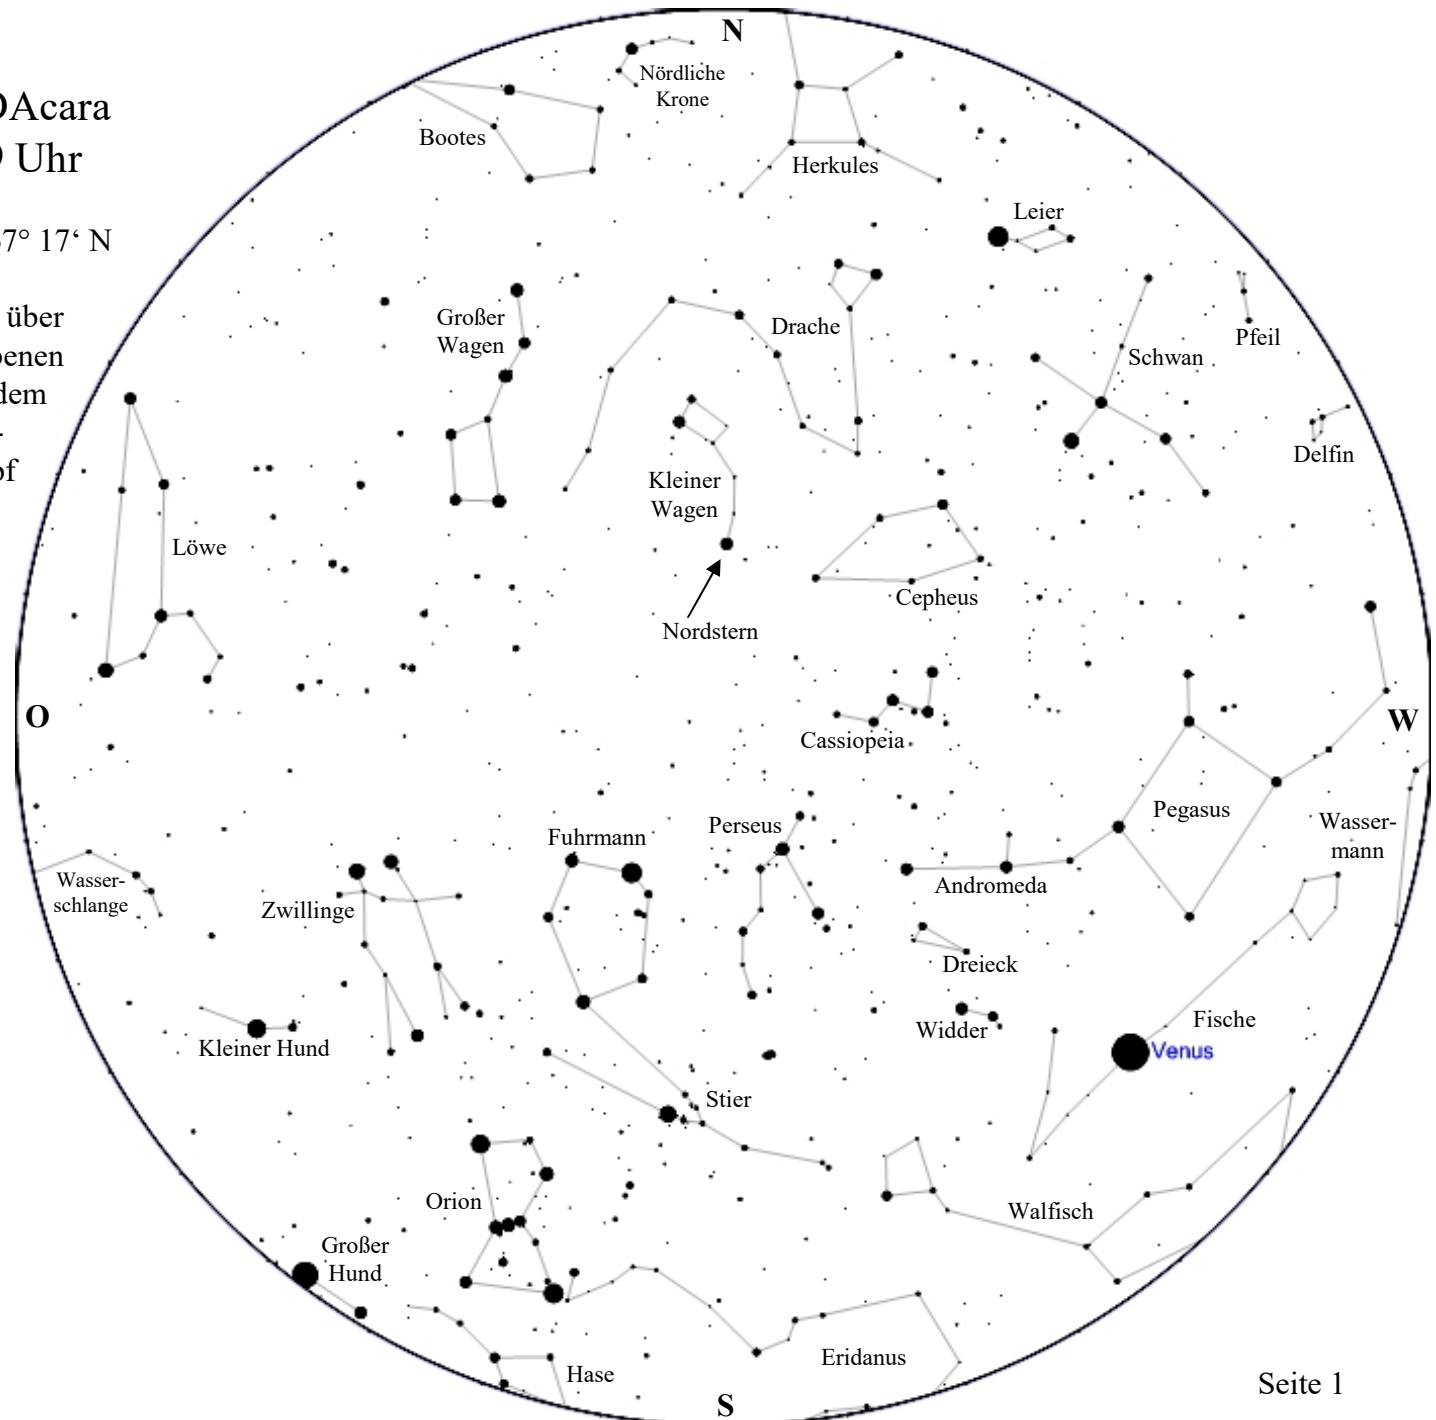 N
Acara
Uhr
7° 17‘ N
über
dem
Nördliche
Krone
Bootes
Herkules
Leier
Großer
Wagen
Drache
Pfeil
Schwan
Delfin
Kleiner
Wagen
Löwe
Cepheus
Nordstern
O
W
Cassiopeia
Pegasus
Perseus
Fuhrmann
Wasser-
mann
Andromeda
Wasser-
schlange
Zwillinge
Dreieck
Fische
Widder
Kleiner Hund
Venus
Stier
Orion
Walfisch
Großer
Hund
Eridanus
Hase
Seite 1
S